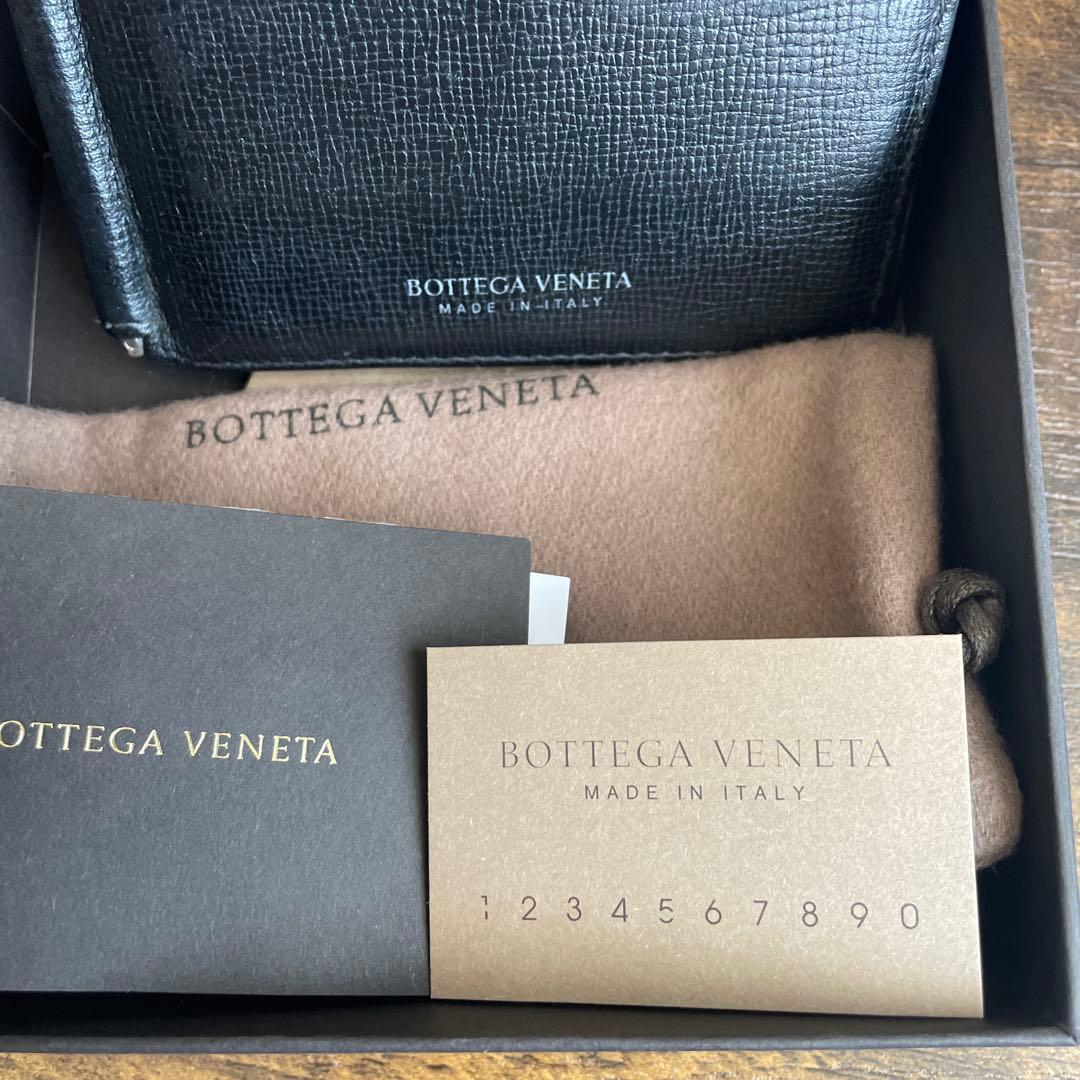 BOTTEGA VENETA
MADE IN ITALY
BOTTEGA VENETA
OTTEGA VENETA
BOTTEGA VENETA
MADE IN ITALY
1 2 3 4 5 6 7 8 9 0